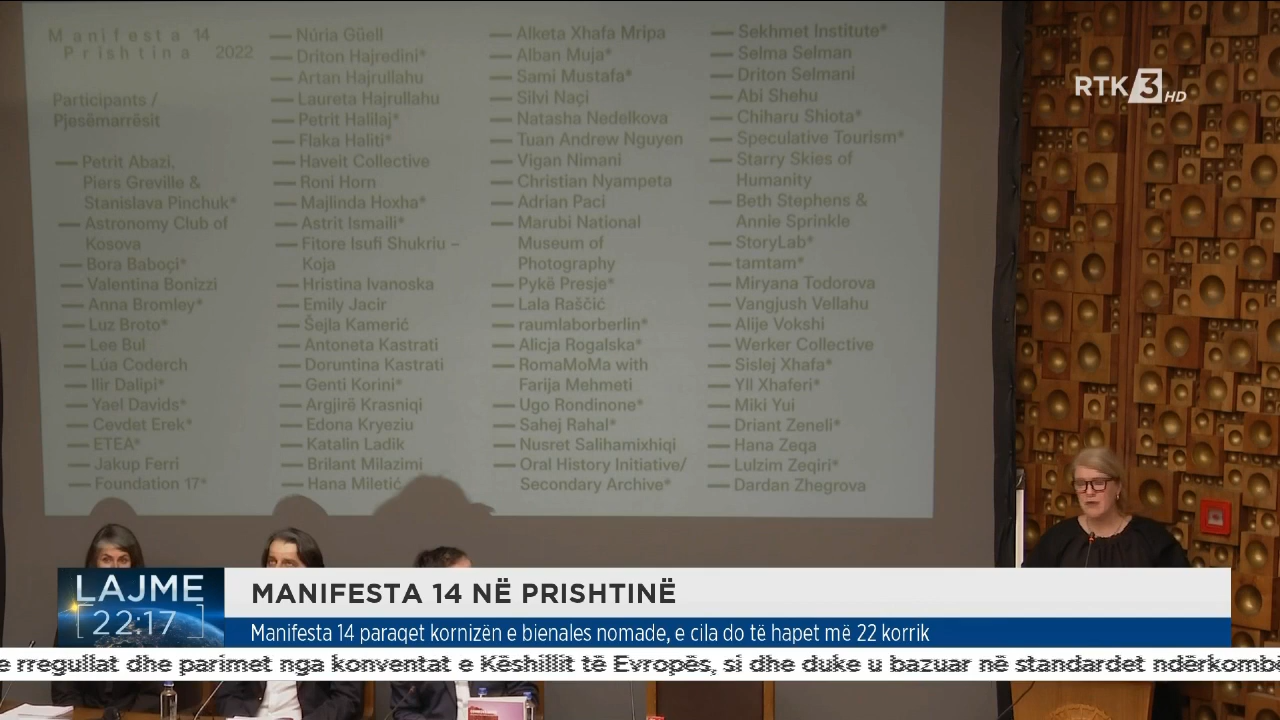 Manifesta 14
Prishtina 2022
Participants /
Pjesëmarrësit
— Petrit Abazi,
Piers Greville &
Stanislava Pinchuk*
— Astronomy Club of
Kosova
— Bora Baboçi*
— Valentina Bonizzi
— Anna Bromley*
— Luz Broto*
— Lee Bul
— Lúa Coderch
— Ilir Dalipi*
— Yael Davids*
— Cevdet Erek*
— ETEA*
— Jakup Ferri
— Foundation 17*
— Núria Güell
— Driton Hajredini*
— Artan Hajrullahu
— Laureta Hajrullahu
— Petrit Halilaj*
— Flaka Haliti*
— Haveit Collective
— Roni Horn
— Majlinda Hoxha*
— Astrit Ismaili*
— Fitore Isufi Shukriu –
Koja
— Hristina Ivanoska
— Emily Jacir
— Šejla Kamerić
— Antoneta Kastrati
— Doruntina Kastrati
— Genti Korini*
— Argjirë Krasniqi
— Edona Kryeziu
— Katalin Ladik
— Brilant Milazimi
— Hana Miletić
— Alketa Xhafa Mripa
— Alban Muja*
— Sami Mustafa*
— Silvi Naçi
— Natasha Nedelkova
— Tuan Andrew Nguyen
— Vigan Nimani
— Christian Nyampeta
— Adrian Paci
— Marubi National
Museum of
Photography
— Pykë Presje*
— Lala Raščić
— raumlaborberlin*
— Alicja Rogalska*
— RomaMoMa with
Farija Mehmeti
— Ugo Rondinone*
— Sahej Rahal*
— Nusret Salihamixhiqi
— Oral History Initiative/
Secondary Archive*
— Sekhmet Institute*
— Selma Selman
— Driton Selmani
— Abi Shehu
— Chiharu Shiota*
— Speculative Tourism*
— Starry Skies of
Humanity
— Beth Stephens &
Annie Sprinkle
— StoryLab*
— tamtam*
— Miryana Todorova
— Vangjush Vellahu
— Alije Vokshi
— Werker Collective
— Sislej Xhafa*
— Yll Xhaferi*
— Miki Yui
— Driant Zeneli*
— Hana Zeqa
— Lulzim Zeqiri*
— Dardan Zhegrova
RTK 3 HD
LAJME
22:17
MANIFESTA 14 NË PRISHTINË
Manifesta 14 paraqet kornizën e bienales nomade, e cila do të hapet më 22 korrik
e rregullat dhe parimet nga konventat e Këshillit të Evropës, si dhe duke u bazuar në standardet ndërkombë